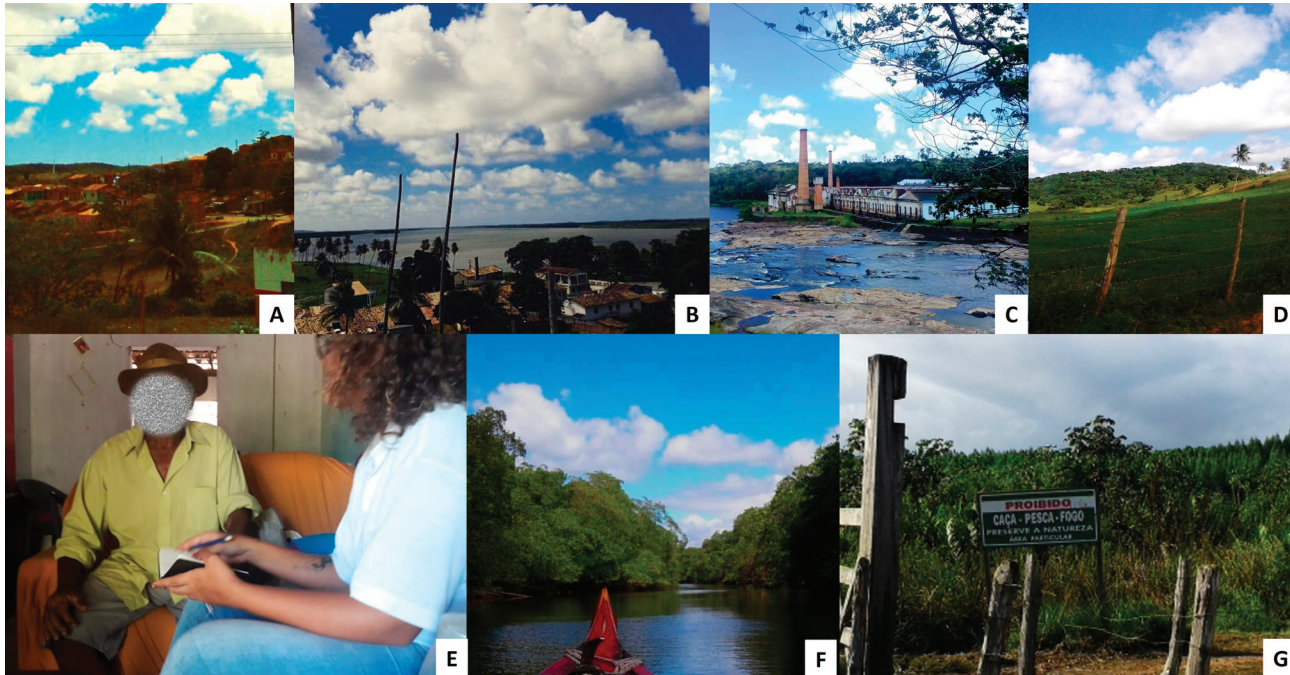 A
B
C
D
E
F
G
PROIBIDO
CAÇA - PESCA - FOGO
PRESERVE A NATUREZA
ÁREA PARTICULAR